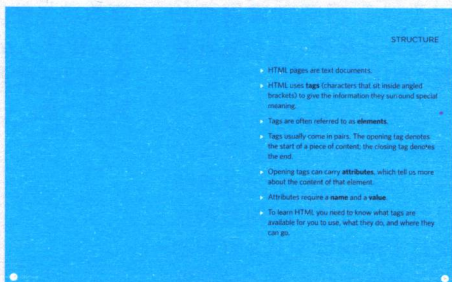 STRUCTURE
HTML pages are text documents.
HTML uses tags (characters that sit inside angled
brackets) to give the information they surround special
meaning.
Tags are often referred to as elements.
Tags usually come in pairs. The opening tag denotes
the start of a piece of content; the closing tag denotes
the end.
Opening tags can carry attributes, which tell us more
about the content of that element.
Attributes require a name and a value.
To learn HTML you need to know what tags are
available for you to use, what they do, and where they
can go.